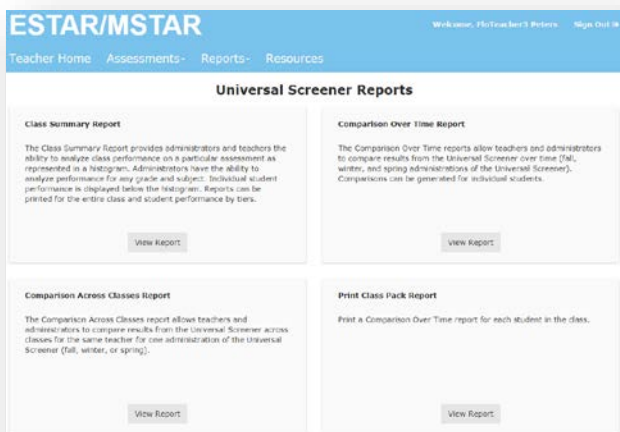 ESTAR/MSTAR
Welcome, FloTeacher3 Peters Sign Out
Teacher Home Assessments- Reports- Resources
Universal Screener Reports
Class Summary Report
The Class Summary Report provides administrators and teachers the
ability to analyze class performance on a particular assessment as
represented in a histogram. Administrators have the ability to
analyze performance for any grade and subject. Individual student
performance is displayed below the histogram. Reports can be
printed for the entire class and student performance by tiers.
View Report
Comparison Over Time Report
The Comparison Over Time reports allow teachers and administrators
to compare results from the Universal Screener over time (fall,
winter, and spring administrations of the Universal Screener).
Comparisons can be generated for individual students.
View Report
Comparison Across Classes Report
The Comparison Across Classes report allows teachers and
administrators to compare results from the Universal Screener across
classes for the same teacher for one administration of the Universal
Screener (fall, winter, or spring).
View Report
Print Class Pack Report
Print a Comparison Over Time report for each student in the class.
View Report